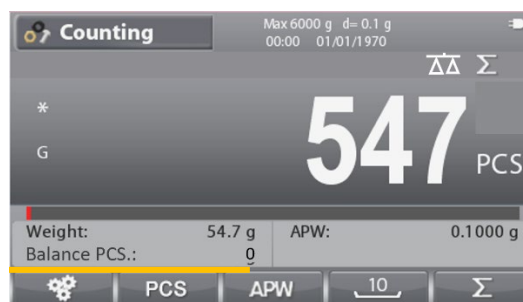 Counting
Max 6000 g d= 0.1 g
00:00 01/01/1970
Σ
*
G
547 PCS
Weight: 54.7 g APW: 0.1000 g
Balance PCS.: 0
PCS APW 10 Σ